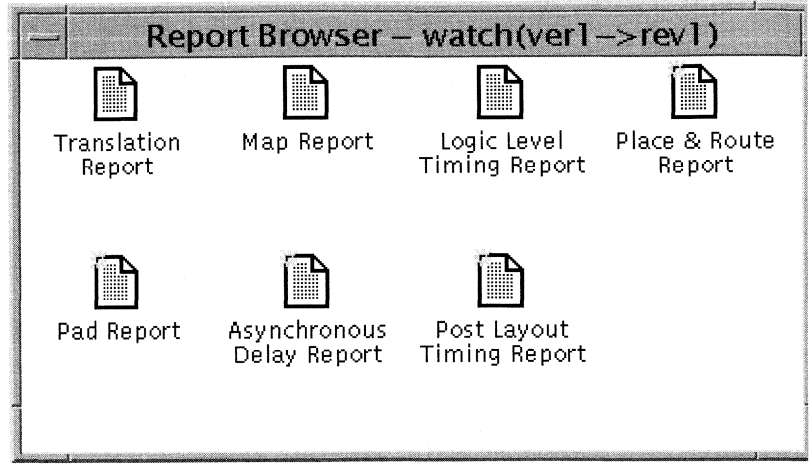 Report Browser – watch(ver1–>rev1)
Translation
Report
Map Report
Logic Level
Timing Report
Place & Route
Report
Pad Report
Asynchronous
Delay Report
Post Layout
Timing Report